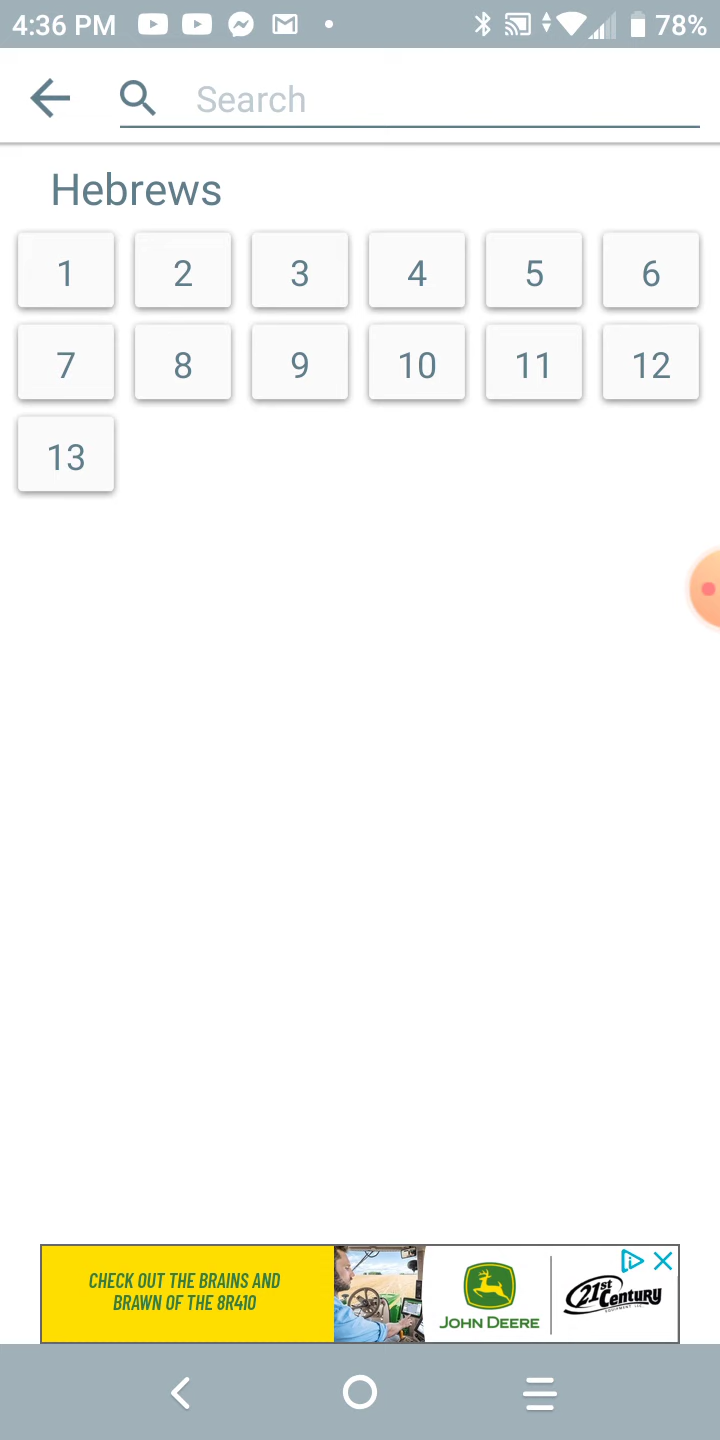 4:36 PM 78%
Search
Hebrews
1 2 3 4 5 6
7 8 9 10 11 12
13
CHECK OUT THE BRAINS AND
BRAWN OF THE 8R410
JOHN DEERE
21st
Century